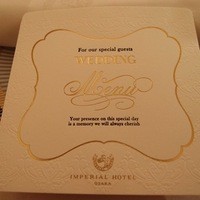 For our special guest
WEDDING
Menu
Your presence on this special day
is a memory we will always cherish
IMPERIAL HOTEL
OSAKA